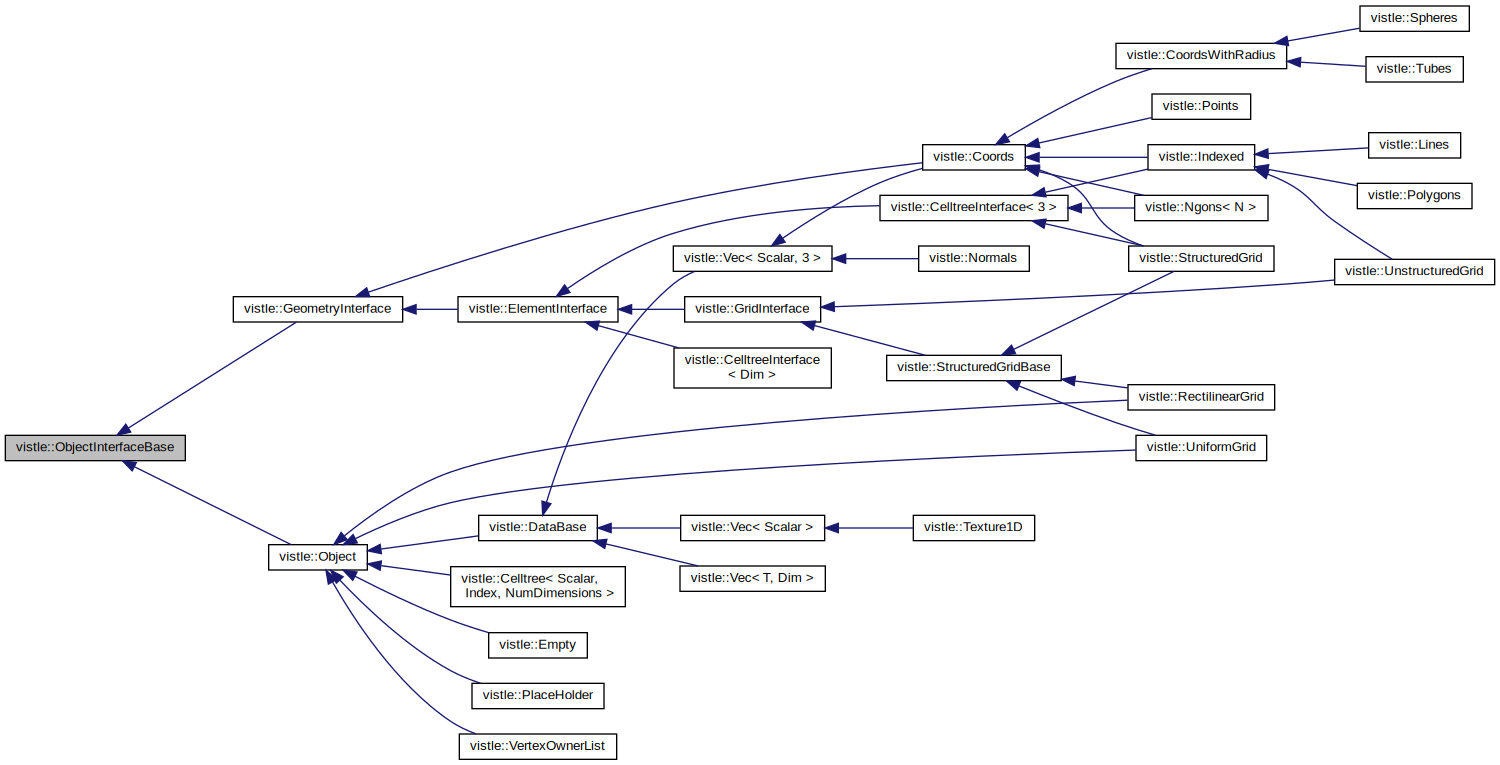 vistle::Spheres
vistle::CoordsWithRadius
vistle::Tubes
vistle::Points
vistle::Lines
vistle::Coords
vistle::Indexed
vistle::Polygons
vistle::CelltreeInterface< 3 >
vistle::Ngons< N >
vistle::Vec< Scalar, 3 >
vistle::Normals
vistle::StructuredGrid
vistle::UnstructuredGrid
vistle::GeometryInterface
vistle::ElementInterface
vistle::GridInterface
vistle::CelltreeInterface
< Dim >
vistle::StructuredGridBase
vistle::RectilinearGrid
vistle::ObjectInterfaceBase
vistle::UniformGrid
vistle::DataBase
vistle::Vec< Scalar >
vistle::Texture1D
vistle::Object
vistle::Celltree< Scalar,
Index, NumDimensions >
vistle::Vec< T, Dim >
vistle::Empty
vistle::PlaceHolder
vistle::VertexOwnerList